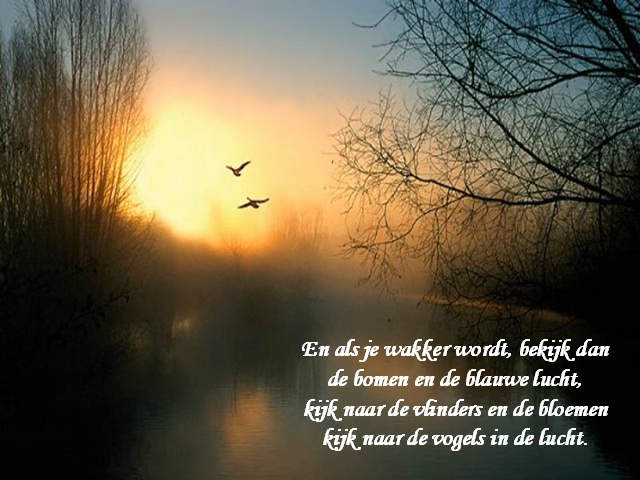 En als je wakker wordt, bekijk dan
de bomen en de blauwe lucht,
kijk naar de vlinders en de bloemen
kijk naar de vogels in de lucht.